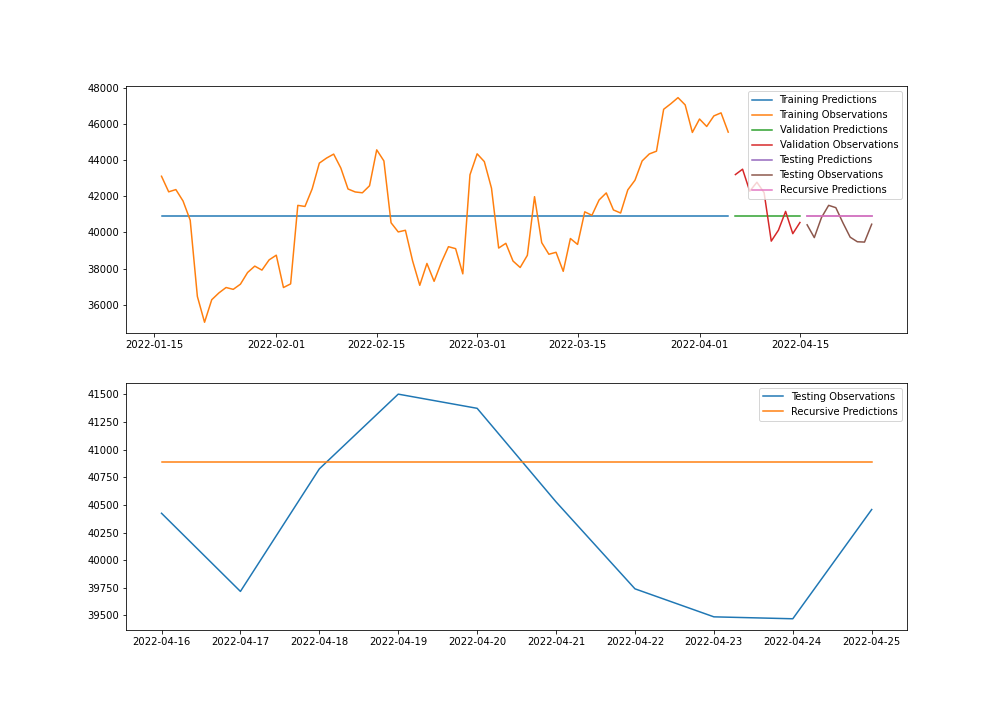 48000
46000
44000
42000
40000
38000
36000
Training Predictions
Training Observations
Validation Predictions
Validation Observations
Testing Predictions
Testing Observations
Recursive Predictions
2022-01-15 2022-02-01 2022-02-15 2022-03-01 2022-03-15 2022-04-01 2022-04-15
41500
41250
41000
40750
40500
40250
40000
39750
39500
Testing Observations
Recursive Predictions
2022-04-16 2022-04-17 2022-04-18 2022-04-19 2022-04-20 2022-04-21 2022-04-22 2022-04-23 2022-04-24 2022-04-25